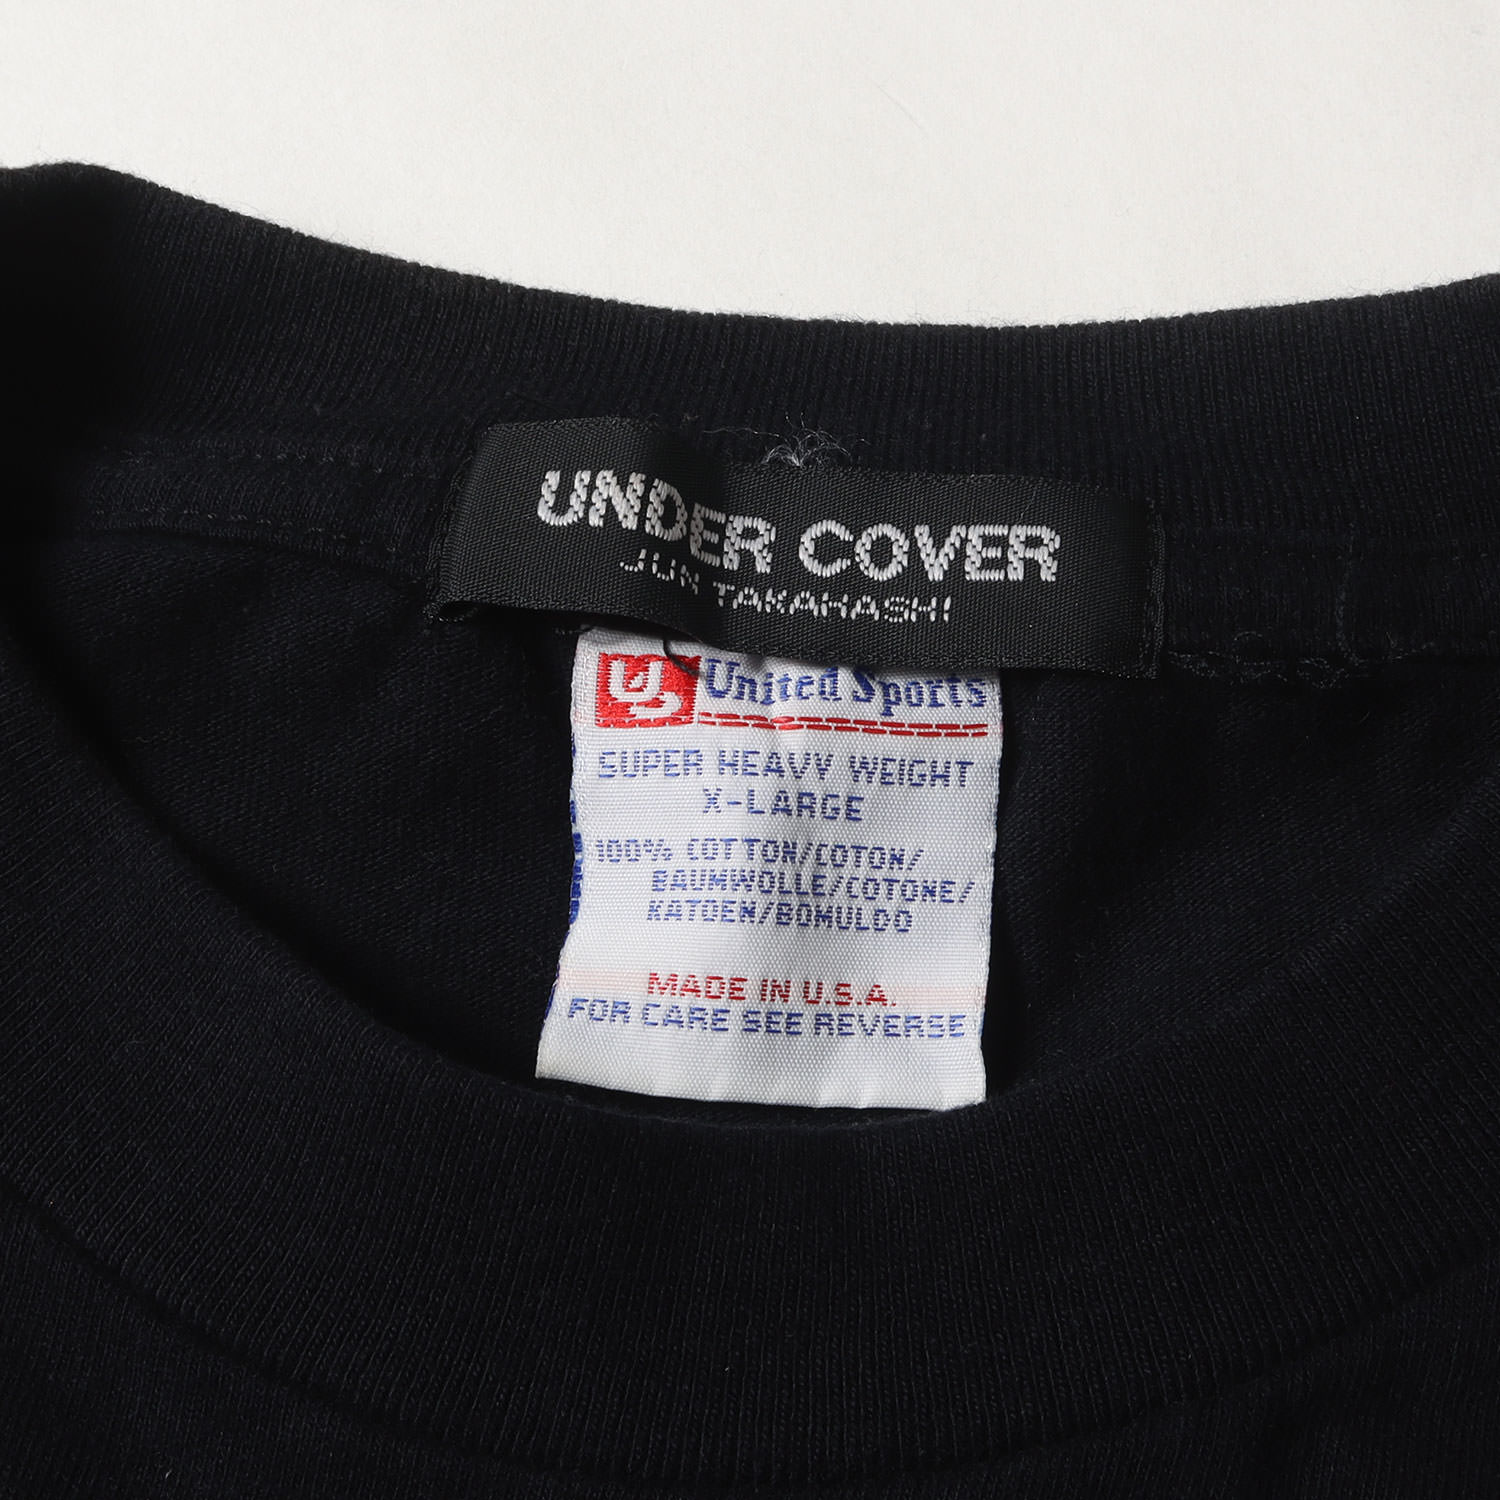 UNDER COVER
JUN TAKAHASHI
US United Sports
SUPER HEAVY WEIGHT
X-LARGE
100% COTTON/COTON/
BAUMWOLLE/COTONE/
KATOEN/BOMULDO
MADE IN U.S.A.
FOR CARE SEE REVERSE